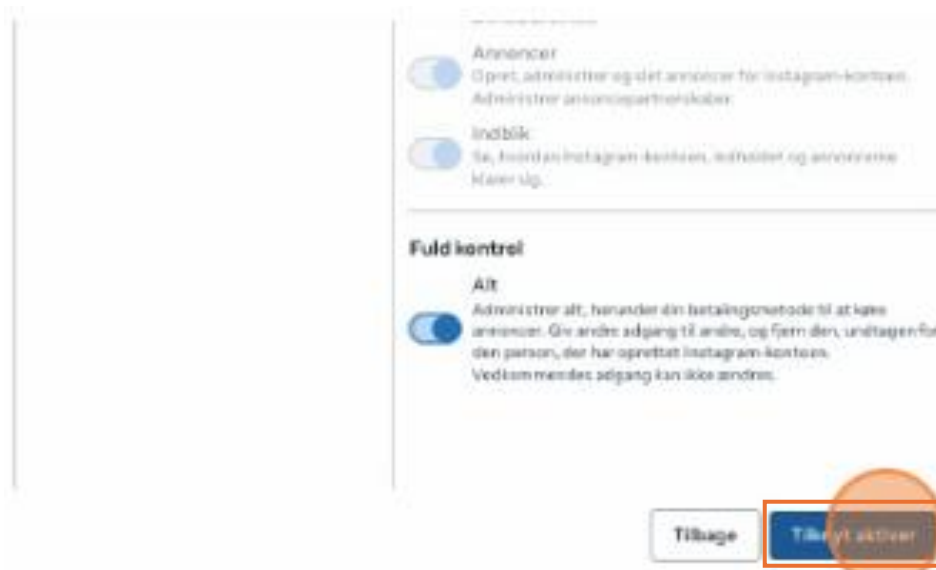 Annoncer
Opret, administrer og slet annoncer for Instagram-kontoen.
Administrer annoncepartnerskaber.
Indblik
Se, hvordan Instagram-kontoen, indholdet og annoncerne
klarer sig.
Fuld kontrol
Alt
Administrer alt, herunder din betalingsmetode til at køre
annoncer. Giv andre adgang til andre, og fjern den, undtagen for
den person, der har oprettet Instagram-kontoen.
Vedkommendes adgang kan ikke ændres.
Tilbage
Tilknyt aktiver